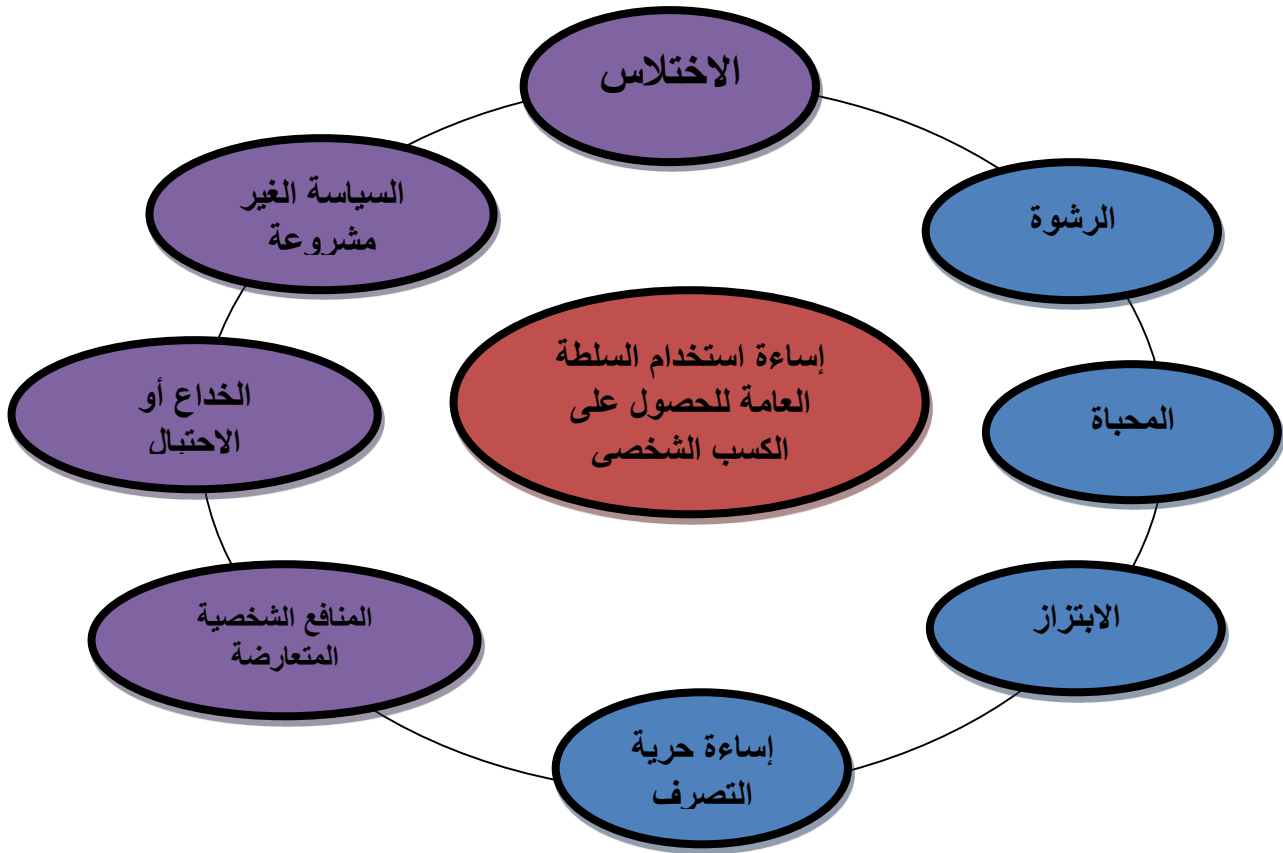 الاختلاس
الرشوة
المحباة
الابتزاز
إساءة حرية
التصرف
المنافع الشخصية
المتعارضة
الخداع أو
الاحتيال
السياسة الغير
مشروعة
إساءة استخدام السلطة
العامة للحصول على
الكسب الشخصي